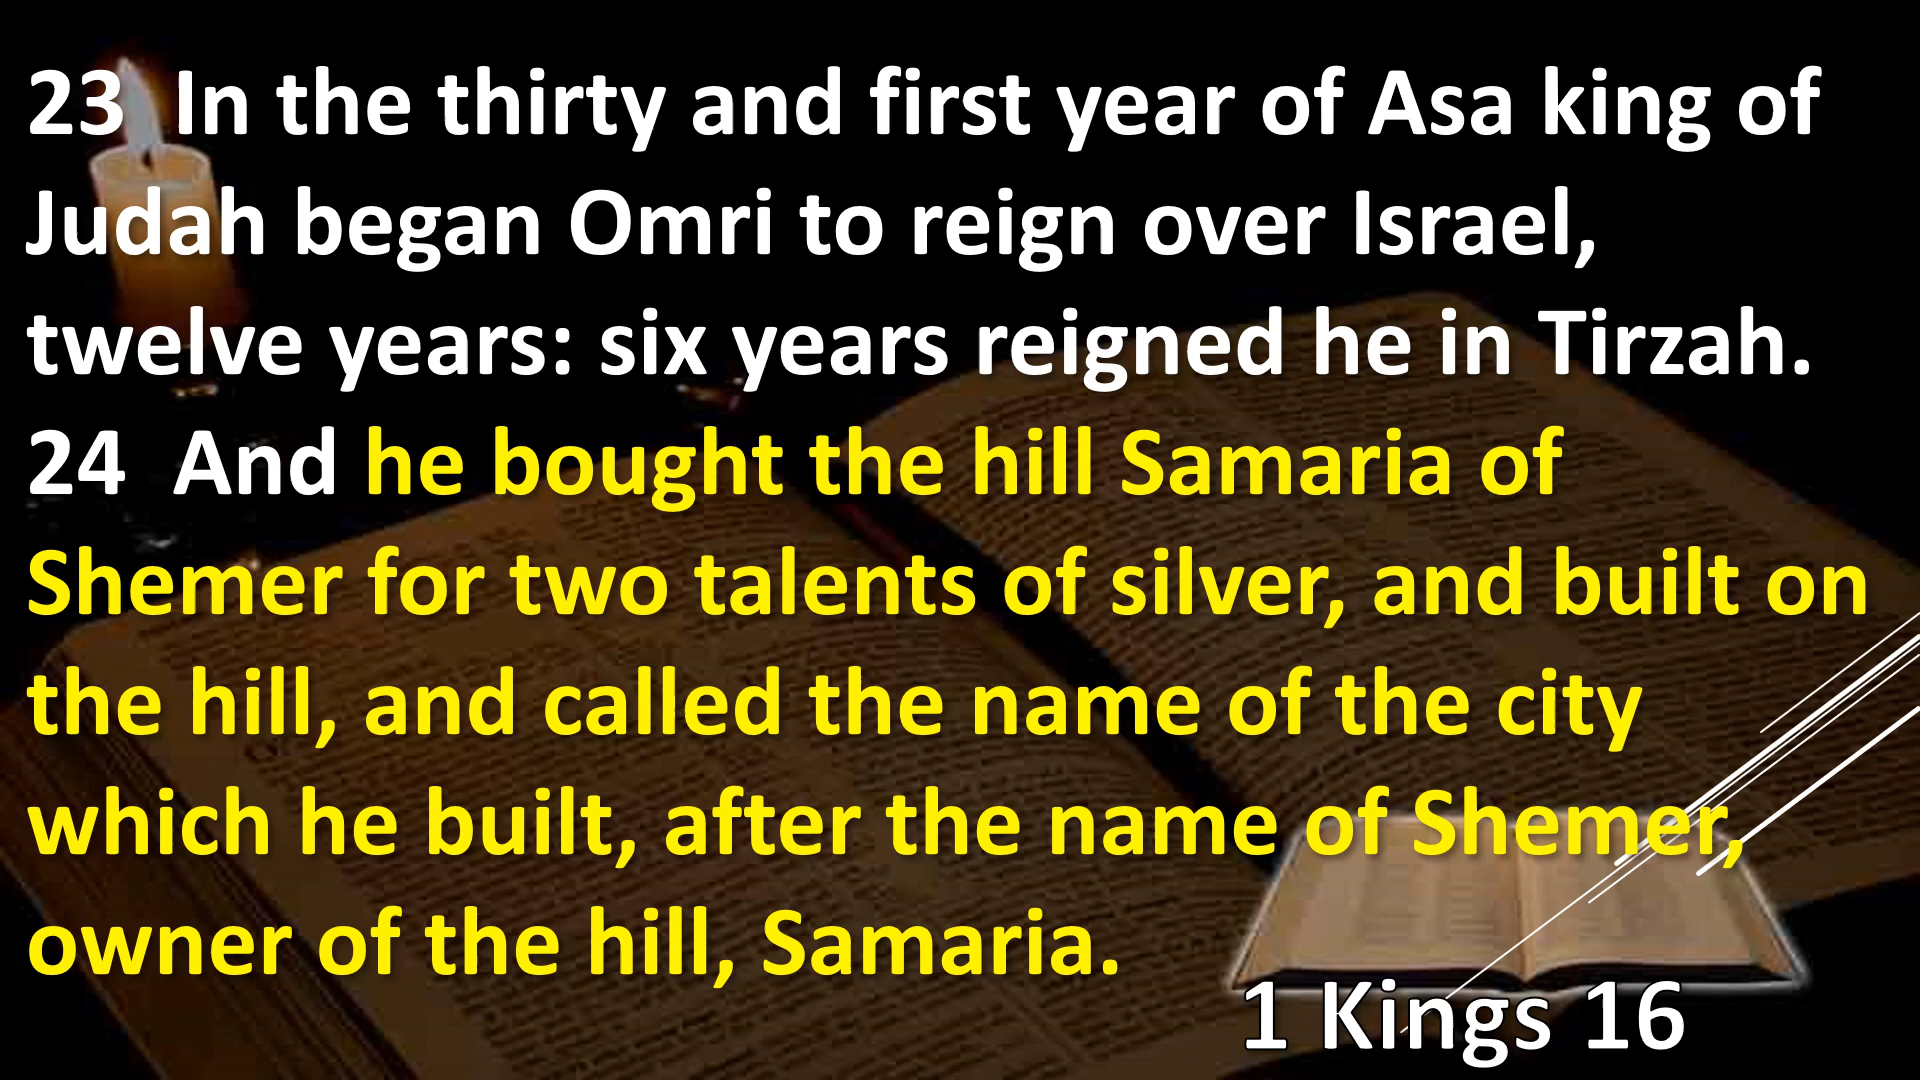 23  In the thirty and first year of Asa king of
Judah began Omri to reign over Israel,
twelve years: six years reigned he in Tirzah.
24  And he bought the hill Samaria of
Shemer for two talents of silver, and built on
the hill, and called the name of the city
which he built, after the name of Shemer,
owner of the hill, Samaria.
1 Kings 16